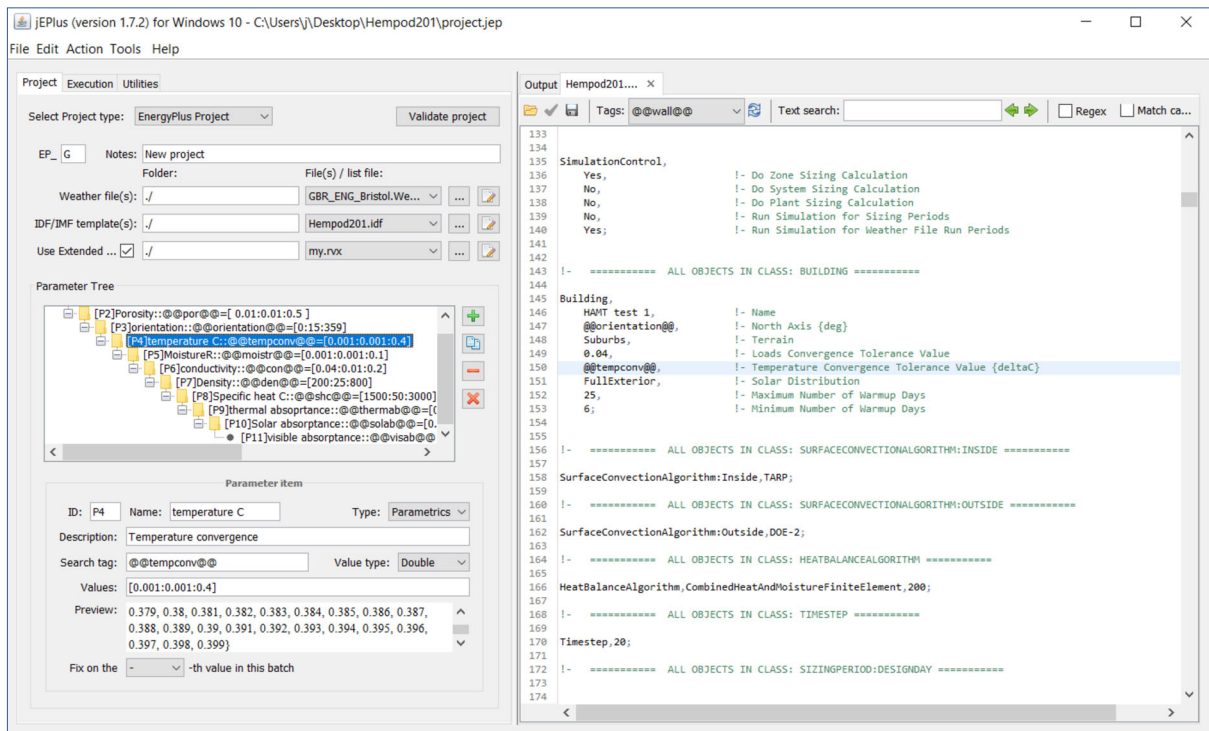 jEPlus (version 1.7.2) for Windows 10 - C:\Users\j\Desktop\Hempod201\project.jep
File Edit Action Tools Help
Project Execution Utilities
Select Project type: EnergyPlus Project Validate project
EP_ G Notes: New project
Folder: File(s) / list file:
Weather file(s): ./ GBR_ENG_Bristol.We... ...
IDF/IMF template(s): ./ Hempod201.idf ...
Use Extended ... ./ my.rvx ...
Parameter Tree
[P2]Porosity::@@por@@=[ 0.01:0.01:0.5 ]
[P3]orientation::@@orientation@@=[0:15:359]
[P4]temperature C::@@tempconv@@=[0.001:0.001:0.4]
[P5]MoistureR::@@moistr@@=[0.001:0.001:0.1]
[P6]conductivity::@@con@@=[0.04:0.01:0.2]
[P7]Density::@@den@@=[200:25:800]
[P8]Specific heat C::@@shc@@=[1500:50:3000]
[P9]thermal absoprtance::@@thermab@@=[0
[P10]Solar absorptance::@@solab@@=[0.
[P11]visible absorptance::@@visab@@
Parameter item
ID: P4 Name: temperature C Type: Parametrics
Description: Temperature convergence
Search tag: @@tempconv@@ Value type: Double
Values: [0.001:0.001:0.4]
Preview: 0.379, 0.38, 0.381, 0.382, 0.383, 0.384, 0.385, 0.386, 0.387,
0.388, 0.389, 0.39, 0.391, 0.392, 0.393, 0.394, 0.395, 0.396,
0.397, 0.398, 0.399}
Fix on the - -th value in this batch
Output Hempod201.... ×
Tags: @@wall@@ Text search: Regex Match ca...
133
134
135 SimulationControl,
136 Yes, !- Do Zone Sizing Calculation
137 No, !- Do System Sizing Calculation
138 No, !- Do Plant Sizing Calculation
139 No, !- Run Simulation for Sizing Periods
140 Yes; !- Run Simulation for Weather File Run Periods
141
142
143 !- =========== ALL OBJECTS IN CLASS: BUILDING ===========
144
145 Building,
146 HAMT test 1, !- Name
147 @@orientation@@, !- North Axis {deg}
148 Suburbs, !- Terrain
149 0.04, !- Loads Convergence Tolerance Value
150 @@tempconv@@, !- Temperature Convergence Tolerance Value {deltaC}
151 FullExterior, !- Solar Distribution
152 25, !- Maximum Number of Warmup Days
153 6; !- Minimum Number of Warmup Days
154
155
156 !- =========== ALL OBJECTS IN CLASS: SURFACECONVECTIONALGORITHM:INSIDE ===========
157
158 SurfaceConvectionAlgorithm:Inside,TARP;
159
160 !- =========== ALL OBJECTS IN CLASS: SURFACECONVECTIONALGORITHM:OUTSIDE ===========
161
162 SurfaceConvectionAlgorithm:Outside,DOE-2;
163
164 !- =========== ALL OBJECTS IN CLASS: HEATBALANCEALGORITHM ===========
165
166 HeatBalanceAlgorithm,CombinedHeatAndMoistureFiniteElement,200;
167
168 !- =========== ALL OBJECTS IN CLASS: TIMESTEP ===========
169
170 Timestep,20;
171
172 !- =========== ALL OBJECTS IN CLASS: SIZINGPERIOD:DESIGNDAY ===========
173
174